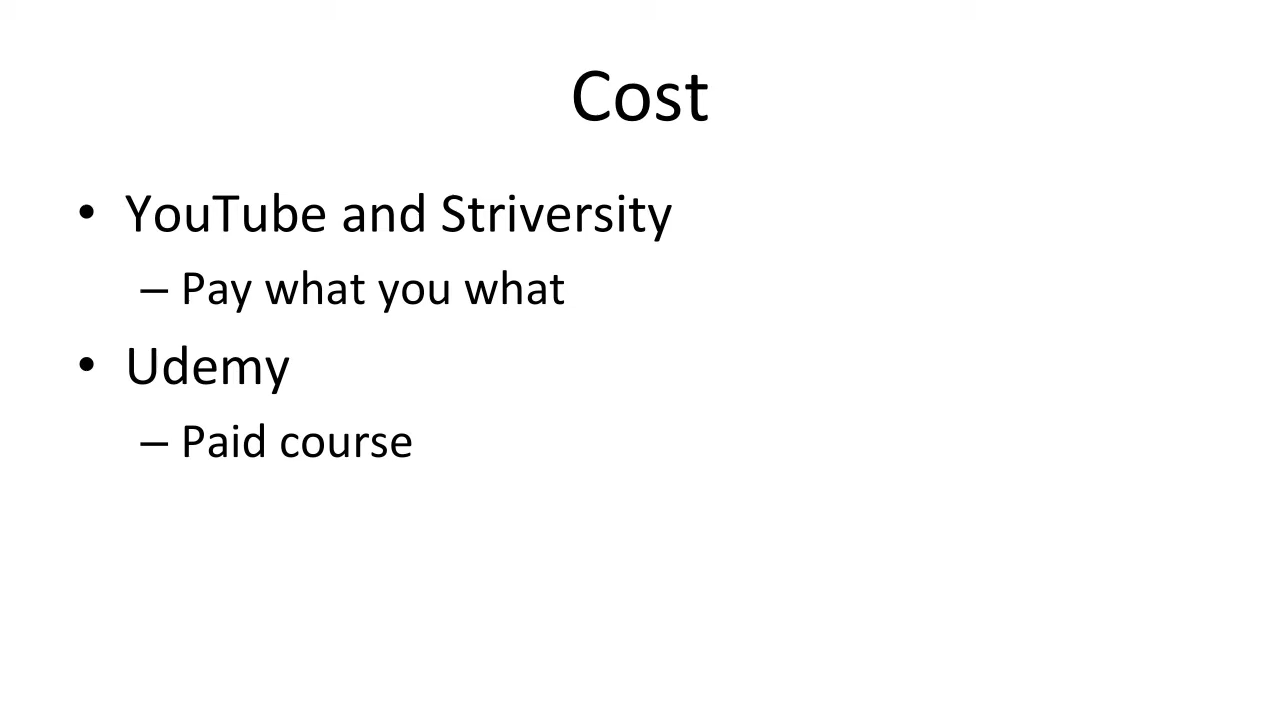 Cost
• YouTube and Striversity
– Pay what you what
• Udemy
– Paid course